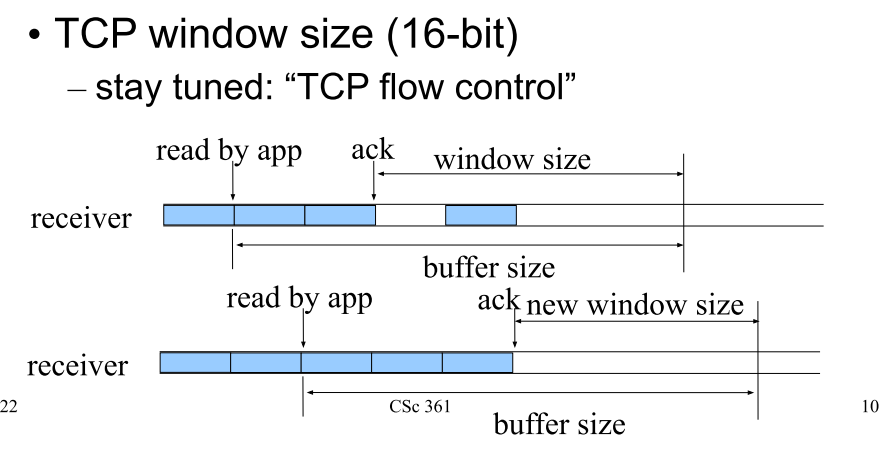 • TCP window size (16-bit)
– stay tuned: “TCP flow control”
read by app ack window size
receiver
buffer size
read by app ack new window size
receiver
22 CSc 361 10
buffer size